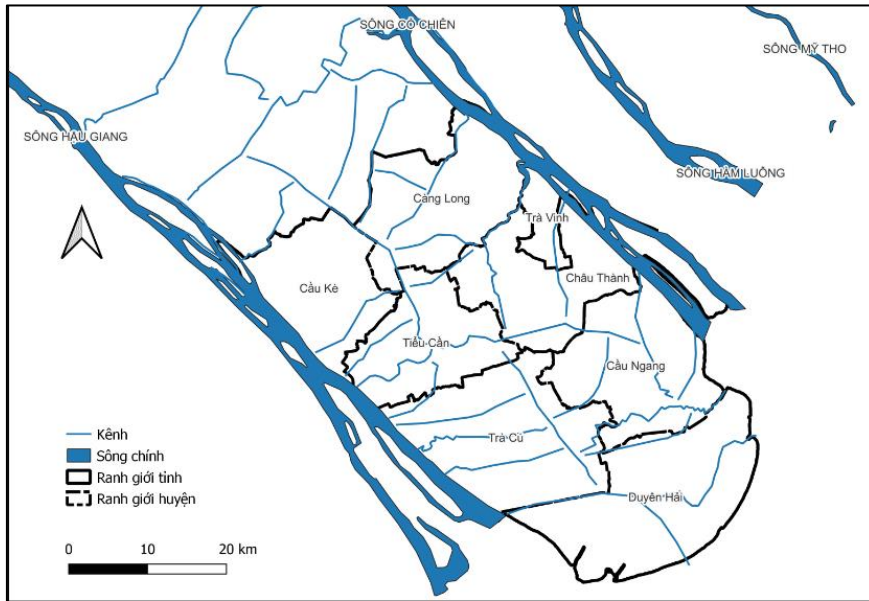 SÔNG CỔ CHIÊN
SÔNG MỸ THO
SÔNG HẬU GIANG
SÔNG HÀM LUÔNG
Càng Long
Trà Vinh
Châu Thành
Cầu Kè
Tiểu Cần
Cầu Ngang
Trà Cú
Duyên Hải
Kênh
Sông chính
Ranh giới tỉnh
Ranh giới huyện
0 10 20 km